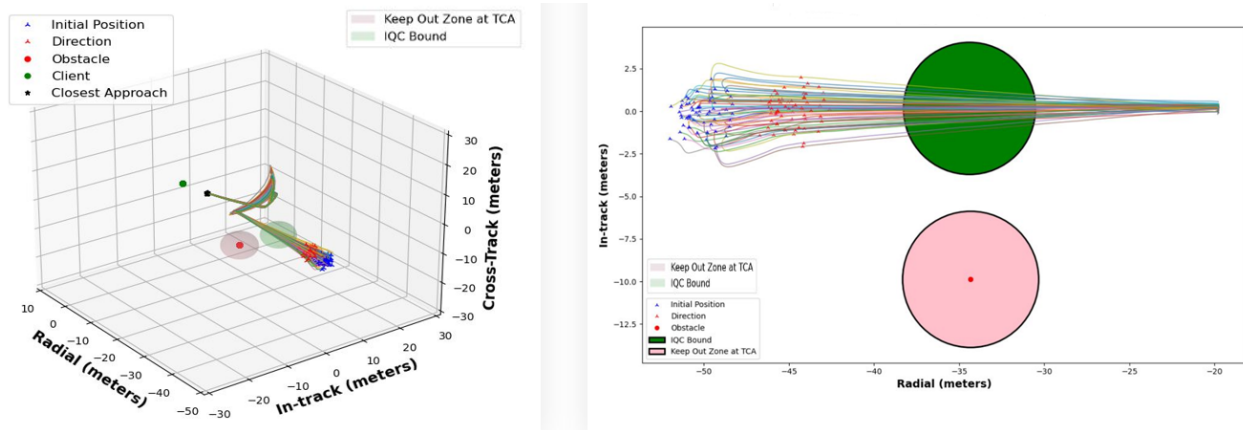 Initial Position
Direction
Obstacle
Client
Closest Approach
Keep Out Zone at TCA
IQC Bound
30
20
10
0
-10
-20
-30
Cross-Track (meters)
10
0
-10
-20
-30
-40
-50
Radial (meters)
-30
-20
-10
0
10
20
30
In-track (meters)
2.5
0.0
-2.5
-5.0
-7.5
-10.0
-12.5
In-track (meters)
Keep Out Zone at TCA
IQC Bound
Initial Position
Direction
Obstacle
IQC Bound
Keep Out Zone at TCA
-50
-45
-40
-35
-30
-25
-20
Radial (meters)